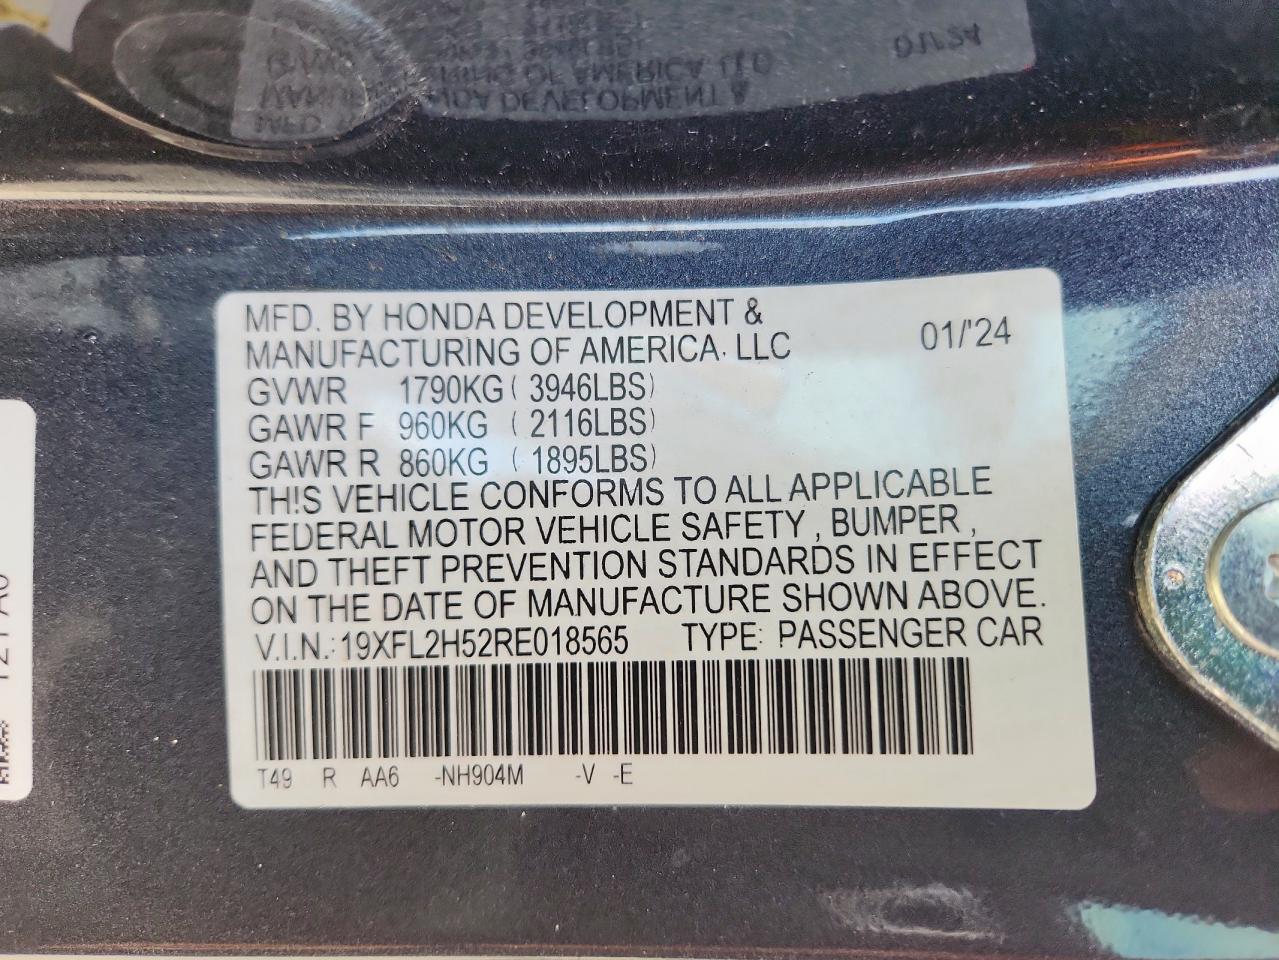 MFD. BY HONDA DEVELOPMENT &
MANUFACTURING OF AMERICA, LLC 01/'24
GVWR 1790KG ( 3946LBS)
GAWR F 960KG ( 2116LBS)
GAWR R 860KG ( 1895LBS)
THIS VEHICLE CONFORMS TO ALL APPLICABLE
FEDERAL MOTOR VEHICLE SAFETY , BUMPER ,
AND THEFT PREVENTION STANDARDS IN EFFECT
ON THE DATE OF MANUFACTURE SHOWN ABOVE.
V.I.N.: 19XFL2H52RE018565 TYPE: PASSENGER CAR
T49 R AA6 -NH904M -V -E